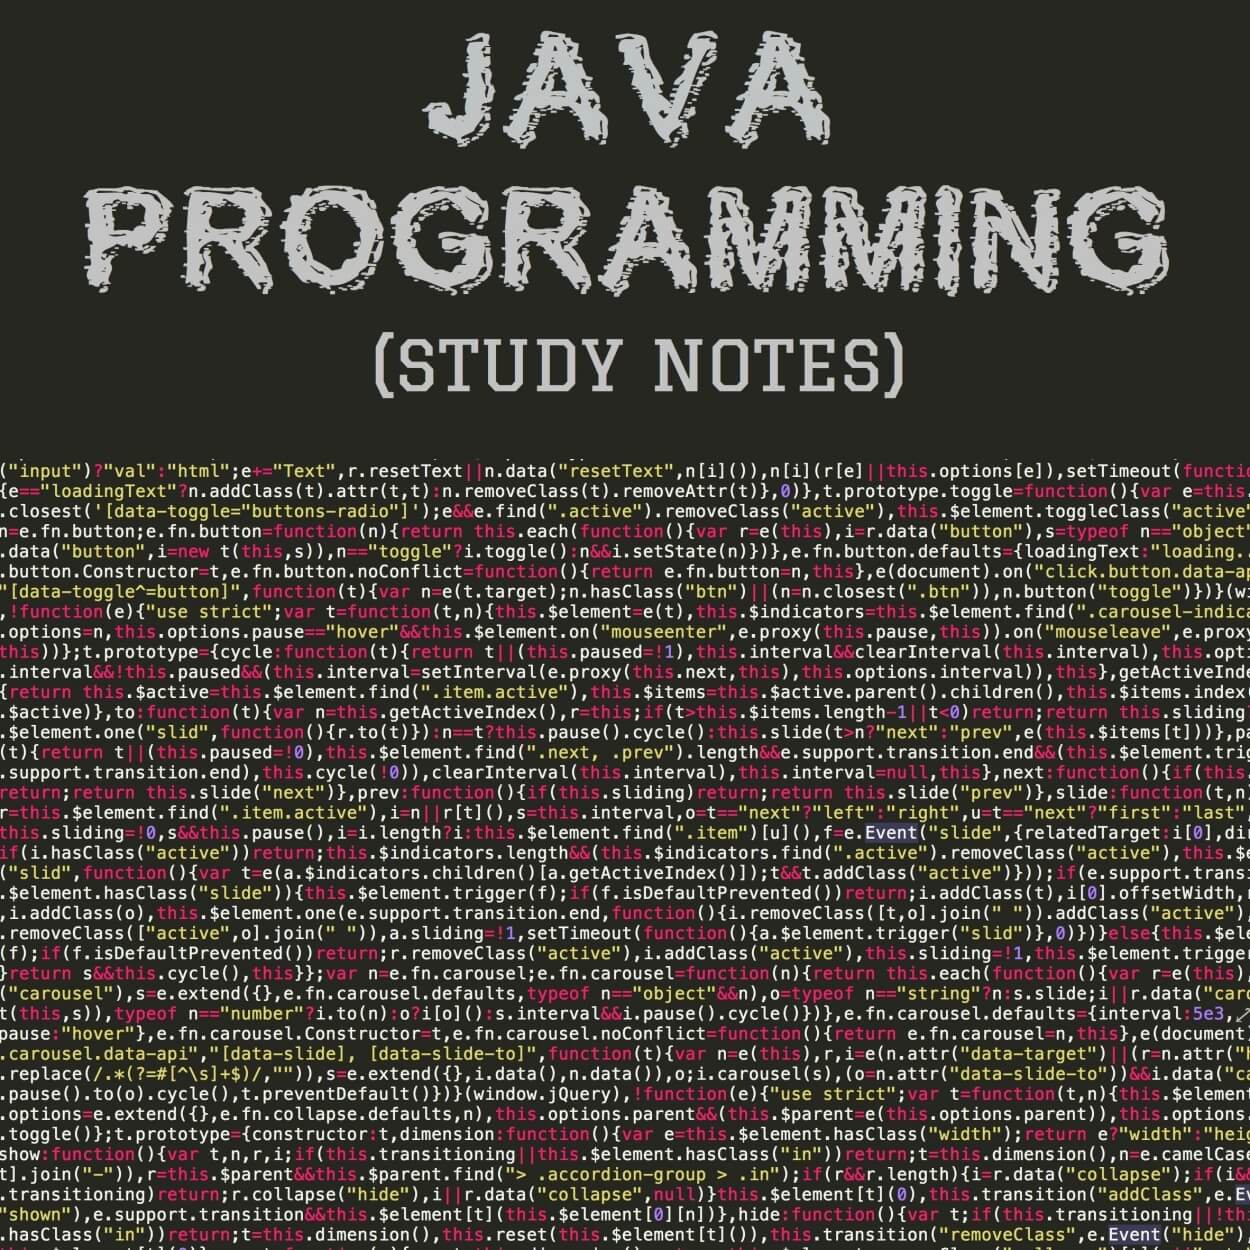 JAVA
PROGRAMMING
(STUDY NOTES)
("input")?"val":"html";e+="Text",r.resetText||n.data("resetText",n[i]()),n[i](r[e]||this.options[e]),setTimeout(functio
{e=="loadingText"?n.addClass(t).attr(t,t):n.removeClass(t).removeAttr(t)},0)},t.prototype.toggle=function(){var e=this.
.closest('[data-toggle="buttons-radio"]');e&&e.find(".active").removeClass("active"),this.$element.toggleClass("active"
n=e.fn.button;e.fn.button=function(n){return this.each(function(){var r=e(this),i=r.data("button"),s=typeof n=="object"
.data("button",i=new t(this,s)),n=="toggle"?i.toggle():n&&i.setState(n)})},e.fn.button.defaults={loadingText:"loading..
.button.Constructor=t,e.fn.button.noConflict=function(){return e.fn.button=n,this},e(document).on("click.button.data-ap
"[data-toggle^=button]",function(t){var n=e(t.target);n.hasClass("btn")||(n=n.closest(".btn")),n.button("toggle")})}(wi
,!function(e){"use strict";var t=function(t,n){this.$element=e(t),this.$indicators=this.$element.find(".carousel-indica
.options=n,this.options.pause=="hover"&&this.$element.on("mouseenter",e.proxy(this.pause,this)).on("mouseleave",e.proxy
this))};t.prototype={cycle:function(t){return t||(this.paused=!1),this.interval&&clearInterval(this.interval),this.opti
.interval&&!this.paused&&(this.interval=setInterval(e.proxy(this.next,this),this.options.interval)),this},getActiveInde
{return this.$active=this.$element.find(".item.active"),this.$items=this.$active.parent().children(),this.$items.index(
.$active)},to:function(t){var n=this.getActiveIndex(),r=this;if(t>this.$items.length-1||t<0)return;return this.sliding?
.$element.one("slid",function(){r.to(t)}):n==t?this.pause().cycle():this.slide(t>n?"next":"prev",e(this.$items[t]))},pa
(t){return t||(this.paused=!0),this.$element.find(".next, .prev").length&&e.support.transition.end&&(this.$element.trig
.support.transition.end),this.cycle(!0)),clearInterval(this.interval),this.interval=null,this},next:function(){if(this.
return;return this.slide("next")},prev:function(){if(this.sliding)return;return this.slide("prev")},slide:function(t,n)
r=this.$element.find(".item.active"),i=n||r[t](),s=this.interval,o=t=="next"?"left":"right",u=t=="next"?"first":"last"
this.sliding=!0,s&&this.pause(),i=i.length?i:this.$element.find(".item")[u](),f=e.Event("slide",{relatedTarget:i[0],di
if(i.hasClass("active"))return;this.$indicators.length&&(this.$indicators.find(".active").removeClass("active"),this.$e
("slid",function(){var t=e(a.$indicators.children()[a.getActiveIndex()]);t&&t.addClass("active")}));if(e.support.transi
.$element.hasClass("slide")){this.$element.trigger(f);if(f.isDefaultPrevented())return;i.addClass(t),i[0].offsetWidth,
,i.addClass(o),this.$element.one(e.support.transition.end,function(){i.removeClass([t,o].join(" ")).addClass("active")
.removeClass(["active",o].join(" ")),a.sliding=!1,setTimeout(function(){a.$element.trigger("slid")},0)})}else{this.$ele
(f);if(f.isDefaultPrevented())return;r.removeClass("active"),i.addClass("active"),this.sliding=!1,this.$element.trigger
}return s&&this.cycle(),this}};var n=e.fn.carousel;e.fn.carousel=function(n){return this.each(function(){var r=e(this)
("carousel"),s=e.extend({},e.fn.carousel.defaults,typeof n=="object"&&n),o=typeof n=="string"?n:s.slide;i||r.data("caro
t(this,s)),typeof n=="number"?i.to(n):o?i[o]():s.interval&&i.pause().cycle()})},e.fn.carousel.defaults={interval:5e3,
pause:"hover"},e.fn.carousel.Constructor=t,e.fn.carousel.noConflict=function(){return e.fn.carousel=n,this},e(document
.carousel.data-api","[data-slide], [data-slide-to]",function(t){var n=e(this),r,i=e(n.attr("data-target")||(r=n.attr("h
.replace(/.*(?=#[^\s]+$)/,"")),s=e.extend({},i.data(),n.data()),o;i.carousel(s),(o=n.attr("data-slide-to"))&&i.data("ca
.pause().to(o).cycle(),t.preventDefault()})}(window.jQuery),!function(e){"use strict";var t=function(t,n){this.$element
.options=e.extend({},e.fn.collapse.defaults,n),this.options.parent&&(this.$parent=e(this.options.parent)),this.options
.toggle()};t.prototype={constructor:t,dimension:function(){var e=this.$element.hasClass("width");return e?"width":"heig
show:function(){var t,n,r,i;if(this.transitioning||this.$element.hasClass("in"))return;t=this.dimension(),n=e.camelCase
t].join("-")),r=this.$parent&&this.$parent.find("> .accordion-group > .in");if(r&&r.length){i=r.data("collapse");if(i&&
.transitioning)return;r.collapse("hide"),i||r.data("collapse",null)}this.$element[t](0),this.transition("addClass",e.Ev
"shown"),e.support.transition&&this.$element[t](this.$element[0][n])},hide:function(){var t;if(this.transitioning||!th
.hasClass("in"))return;t=this.dimension(),this.reset(this.$element[t]()),this.transition("removeClass",e.Event("hide")